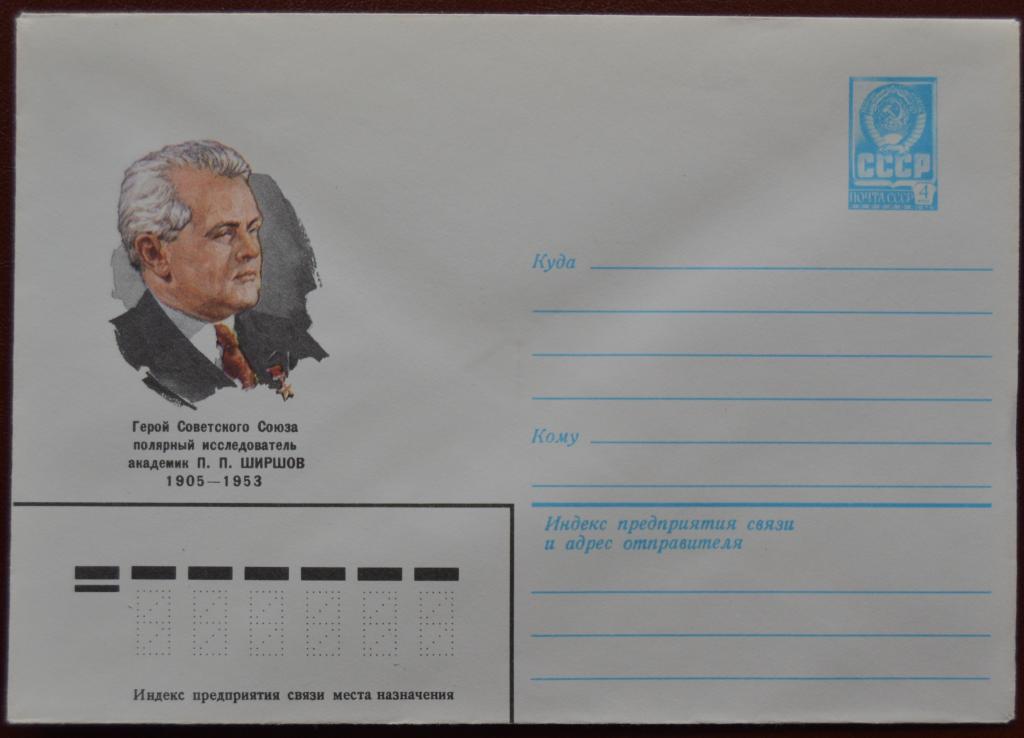 СССР
ПОЧТА СССР 4
Куда
Герой Советского Союза
полярный исследователь
академик П. П. ШИРШОВ
1905—1953
Кому
Индекс предприятия связи
и адрес отправителя
Индекс предприятия связи места назначения